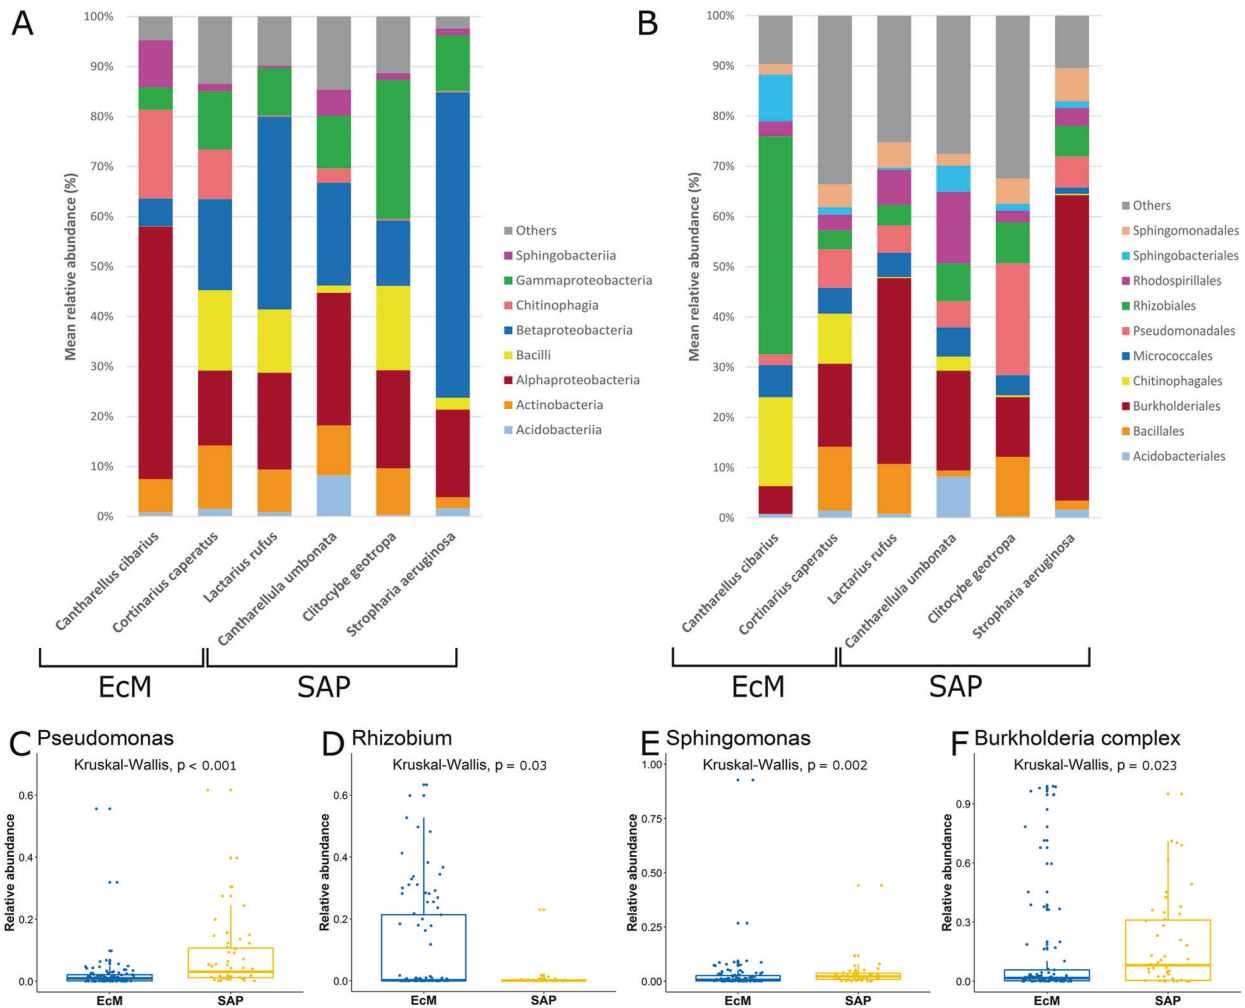 A
Mean relative abundance (%)
100%
90%
80%
70%
60%
50%
40%
30%
20%
10%
0%
Others
Sphingobacteriia
Gammaproteobacteria
Chitinophagia
Betaproteobacteria
Bacilli
Alphaproteobacteria
Actinobacteria
Acidobacteriia
Cantharellus cibarius
Cortinarius caperatus
Lactarius rufus
Cantharellula umbonata
Clitocybe geotropa
Stropharia aeruginosa
EcM
SAP
B
Mean relative abundance (%)
100%
90%
80%
70%
60%
50%
40%
30%
20%
10%
0%
Others
Sphingomonadales
Sphingobacteriales
Rhodospirillales
Rhizobiales
Pseudomonadales
Micrococcales
Chitinophagales
Burkholderiales
Bacillales
Acidobacteriales
Cantharellus cibarius
Cortinarius caperatus
Lactarius rufus
Cantharellula umbonata
Clitocybe geotropa
Stropharia aeruginosa
EcM
SAP
C Pseudomonas
Kruskal-Wallis, p < 0.001
Relative abundance
0.6
0.4
0.2
0.0
EcM SAP
D Rhizobium
Kruskal-Wallis, p = 0.03
Relative abundance
0.6
0.4
0.2
0.0
EcM SAP
E Sphingomonas
Kruskal-Wallis, p = 0.002
Relative abundance
1.00
0.75
0.50
0.25
0.00
EcM SAP
F Burkholderia complex
Kruskal-Wallis, p = 0.023
Relative abundance
0.9
0.6
0.3
0.0
EcM SAP